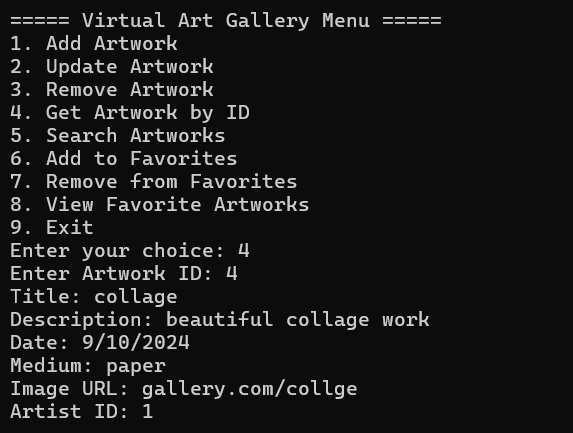 ===== Virtual Art Gallery Menu =====
1. Add Artwork
2. Update Artwork
3. Remove Artwork
4. Get Artwork by ID
5. Search Artworks
6. Add to Favorites
7. Remove from Favorites
8. View Favorite Artworks
9. Exit
Enter your choice: 4
Enter Artwork ID: 4
Title: collage
Description: beautiful collage work
Date: 9/10/2024
Medium: paper
Image URL: gallery.com/collge
Artist ID: 1